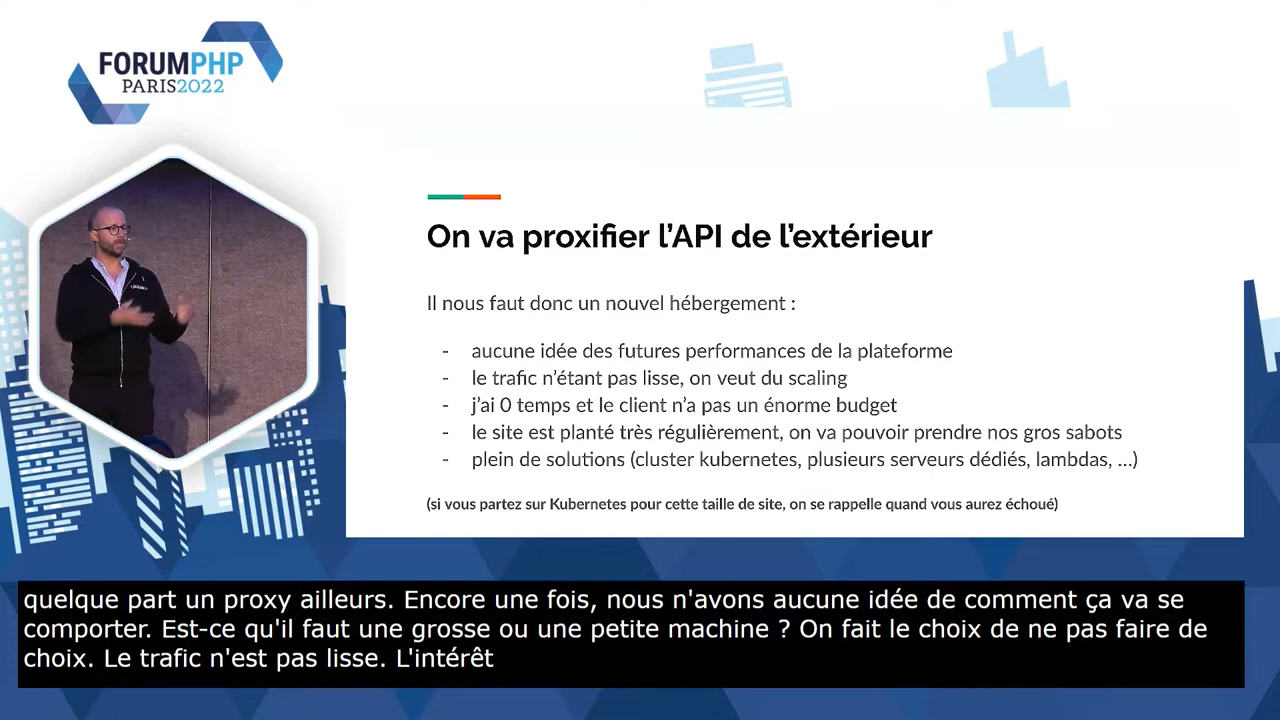 FORUMPHP
PARIS2022
On va proxifier l’API de l’extérieur
Il nous faut donc un nouvel hébergement :
- aucune idée des futures performances de la plateforme
- le trafic n’étant pas lisse, on veut du scaling
- j’ai 0 temps et le client n’a pas un énorme budget
- le site est planté très régulièrement, on va pouvoir prendre nos gros sabots
- plein de solutions (cluster kubernetes, plusieurs serveurs dédiés, lambdas, ...)
(si vous partez sur Kubernetes pour cette taille de site, on se rappelle quand vous aurez échoué)
quelque part un proxy ailleurs. Encore une fois, nous n'avons aucune idée de comment ça va se
comporter. Est-ce qu'il faut une grosse ou une petite machine ? On fait le choix de ne pas faire de
choix. Le trafic n'est pas lisse. L'intérêt